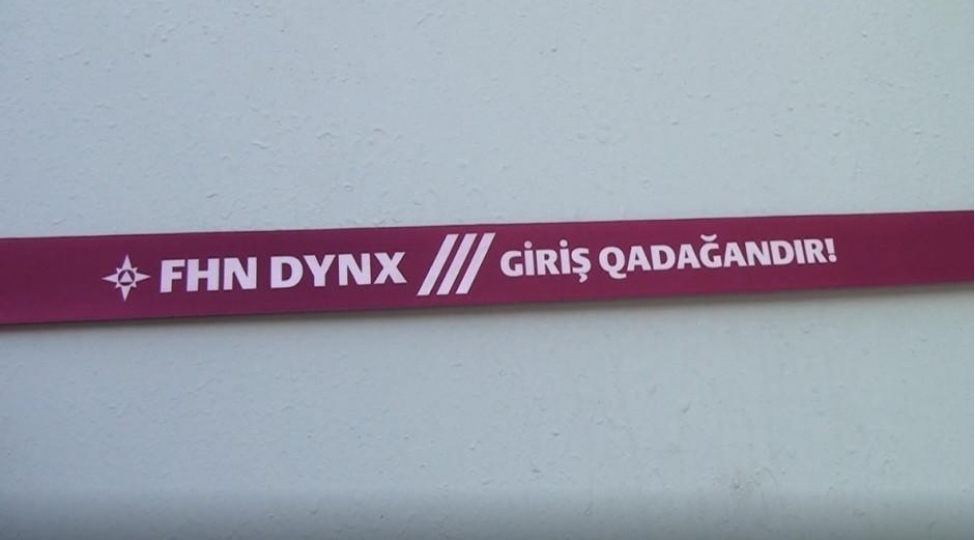 FHN DYNX /// GİRİŞ QADAĞANDIR!